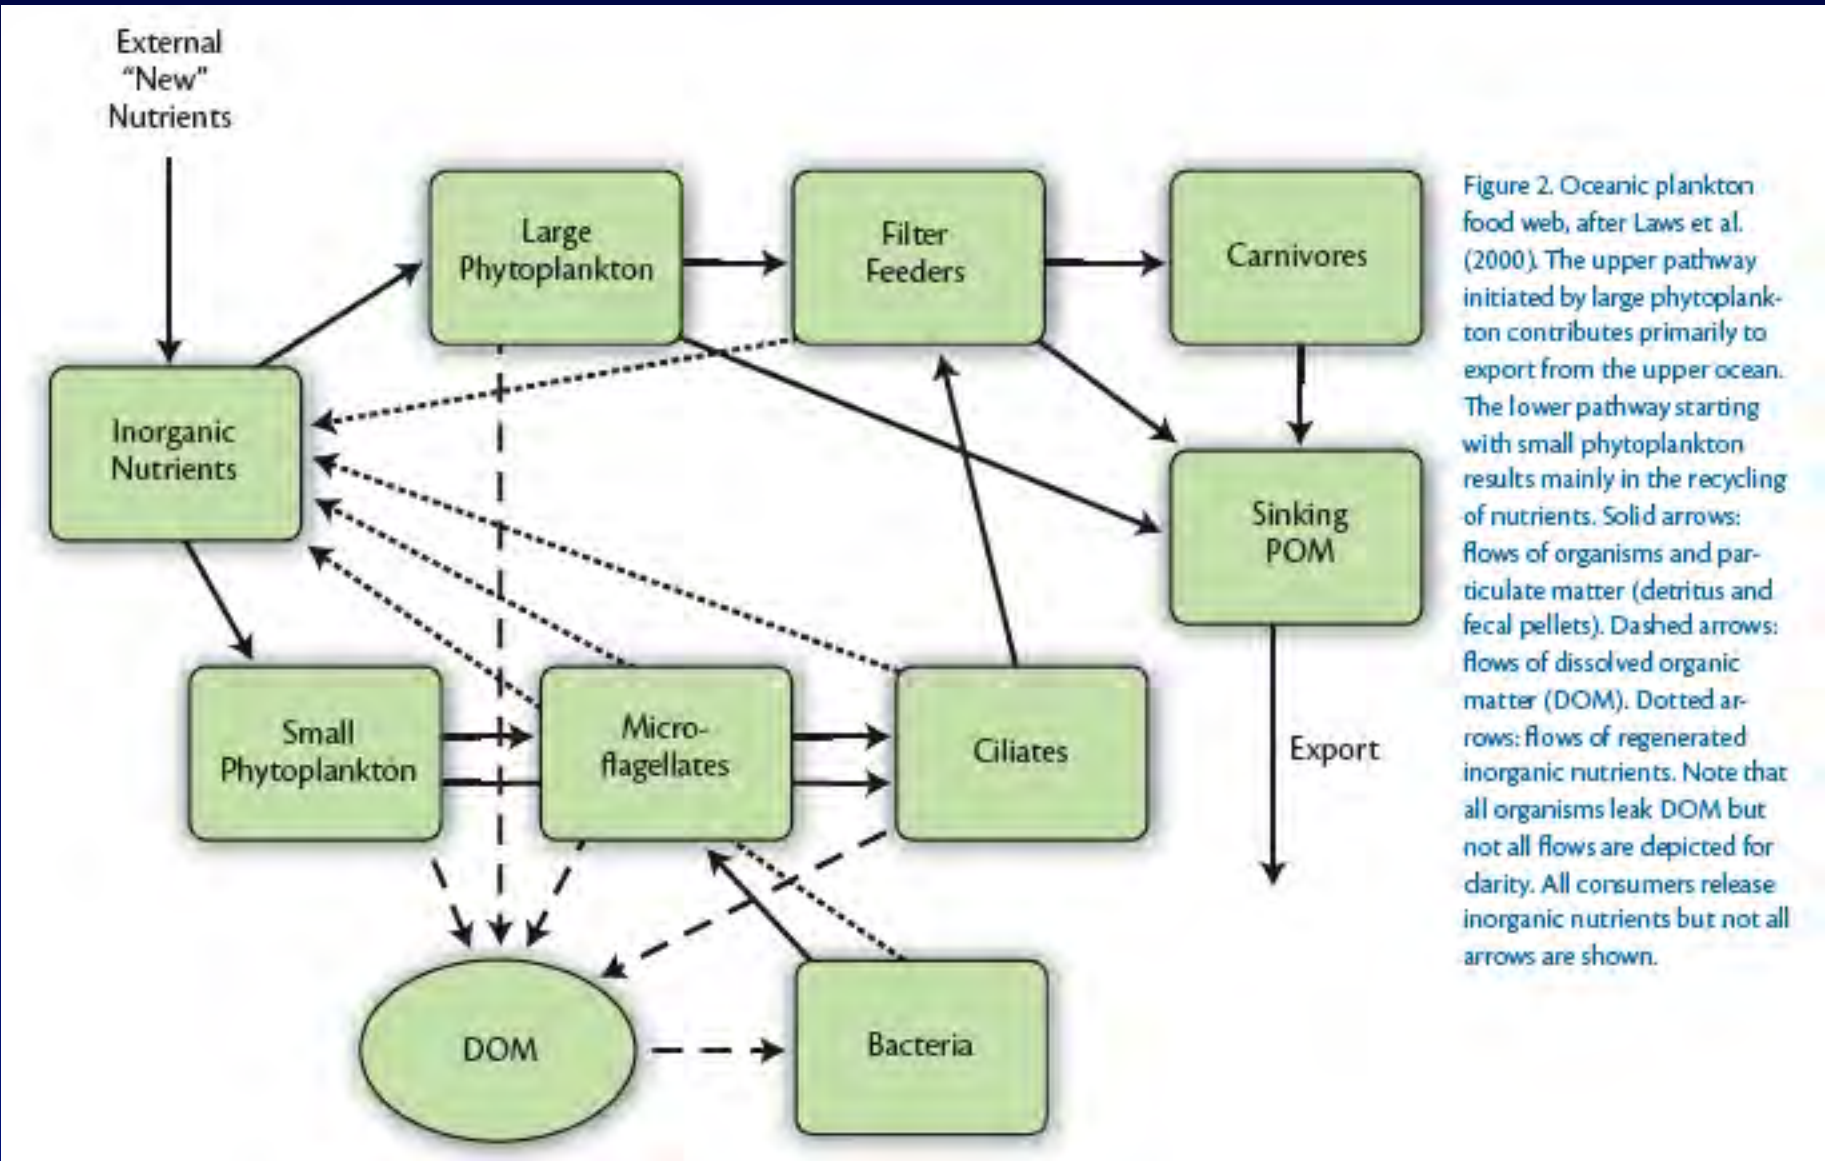 External
“New”
Nutrients
Large
Phytoplankton
Filter
Feeders
Carnivores
Inorganic
Nutrients
Sinking
POM
Small
Phytoplankton
Micro-
flagellates
Ciliates
Export
DOM
Bacteria
Figure 2. Oceanic plankton
food web, after Laws et al.
(2000). The upper pathway
initiated by large phytoplank-
ton contributes primarily to
export from the upper ocean.
The lower pathway starting
with small phytoplankton
results mainly in the recycling
of nutrients. Solid arrows:
flows of organisms and par-
ticulate matter (detritus and
fecal pellets). Dashed arrows:
flows of dissolved organic
matter (DOM). Dotted ar-
rows: flows of regenerated
inorganic nutrients. Note that
all organisms leak DOM but
not all flows are depicted for
clarity. All consumers release
inorganic nutrients but not all
arrows are shown.